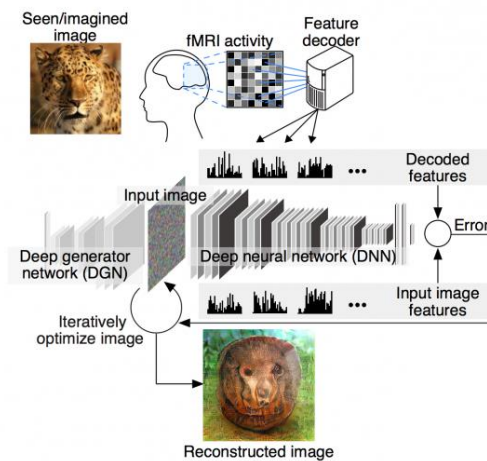 Seen/imagined
image
fMRI activity
Feature
decoder
Decoded
features
Input image
Error
Deep generator
network (DGN)
Deep neural network (DNN)
Input image
features
Iteratively
optimize image
Reconstructed image